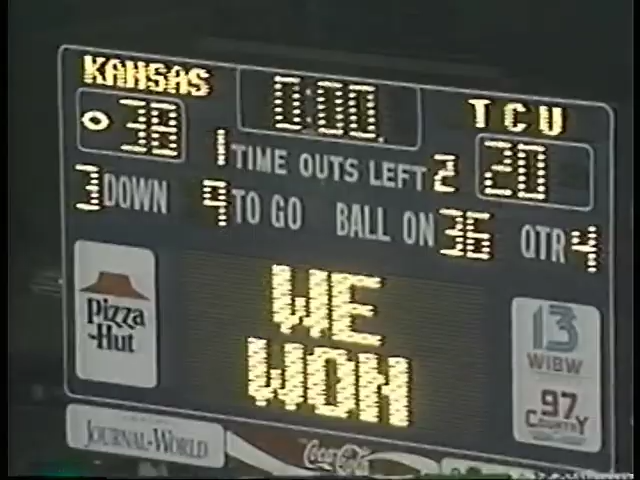 KANSAS 0:00 TCU
38 1 TIME OUTS LEFT 2 20
3 DOWN 9 TO GO BALL ON 36 QTR 4
WE
WON
Pizza
Hut
13
WIBW
97
COUNTRY
JOURNAL-WORLD
Coca-Cola